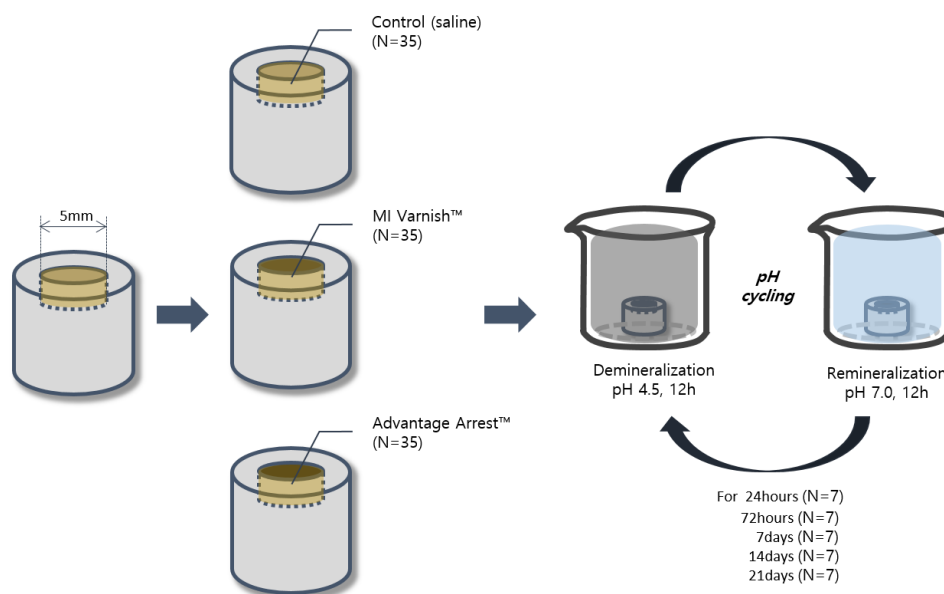 Control (saline)
(N=35)
5mm
MI Varnish™
(N=35)
Advantage Arrest™
(N=35)
pH
cycling
Demineralization
pH 4.5, 12h
Remineralization
pH 7.0, 12h
For 24hours (N=7)
72hours (N=7)
7days (N=7)
14days (N=7)
21days (N=7)